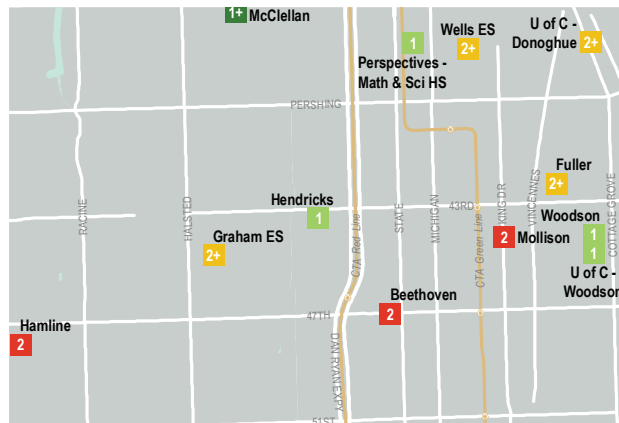 1+
McClellan
1
Perspectives -
Math & Sci HS
Wells ES
2+
U of C -
Donoghue
2+
PERSHING
RACINE
HALSTED
Hendricks
1
Graham ES
2+
CTA Red Line
STATE
MICHIGAN
43RD
CTA Green Line
KING DR
VINCENNES
Fuller
2+
COTTAGE GROVE
2
Mollison
Woodson
1
1
U of C -
Woodson
Beethoven
2
47TH
Hamline
2
DAN RYAN EXPY
51ST